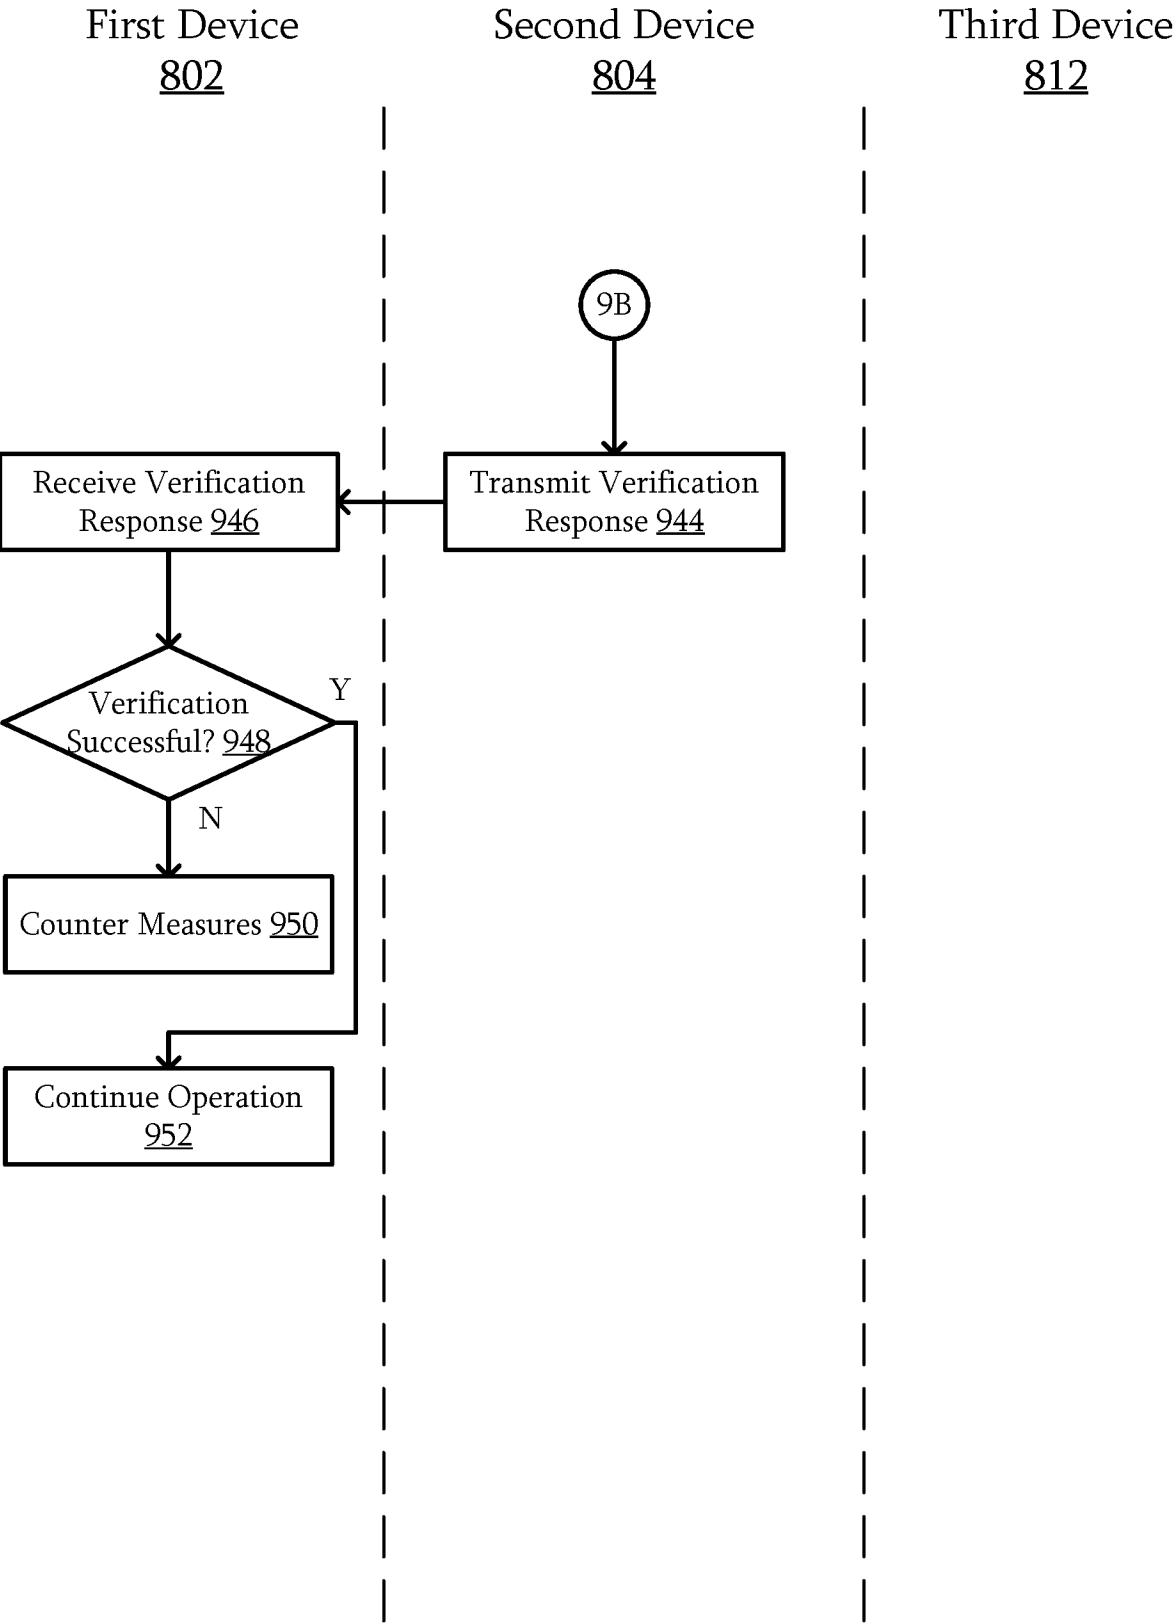 First Device
802
Second Device
804
Third Device
812
9B
Receive Verification
Response 946
Transmit Verification
Response 944
Verification
Successful? 948
Y
N
Counter Measures 950
Continue Operation
952